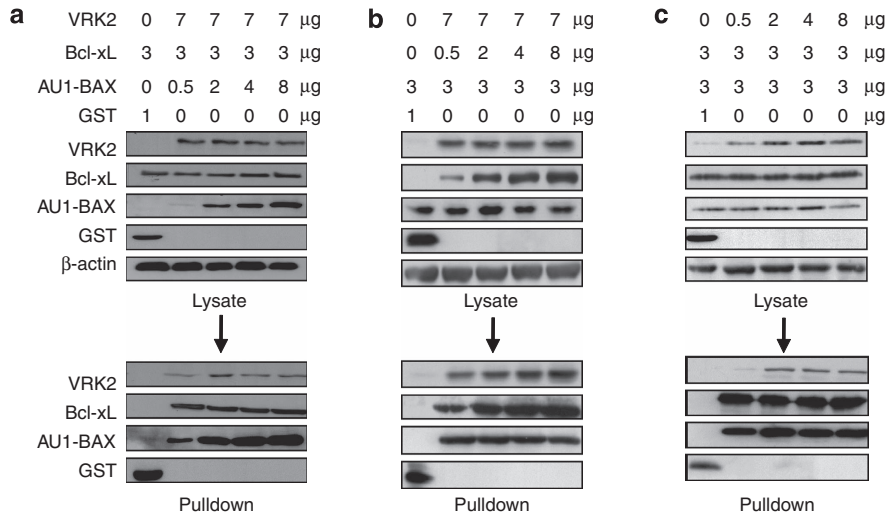 a
VRK2 0 7 7 7 7 µg
Bcl-xL 3 3 3 3 3 µg
AU1-BAX 0 0.5 2 4 8 µg
GST 1 0 0 0 0 µg
VRK2
Bcl-xL
AU1-BAX
GST
β-actin
Lysate
VRK2
Bcl-xL
AU1-BAX
GST
Pulldown
b
0 7 7 7 7 µg
0 0.5 2 4 8 µg
3 3 3 3 3 µg
1 0 0 0 0 µg
Lysate
Pulldown
c
0 0.5 2 4 8 µg
3 3 3 3 3 µg
3 3 3 3 3 µg
1 0 0 0 0 µg
Lysate
Pulldown